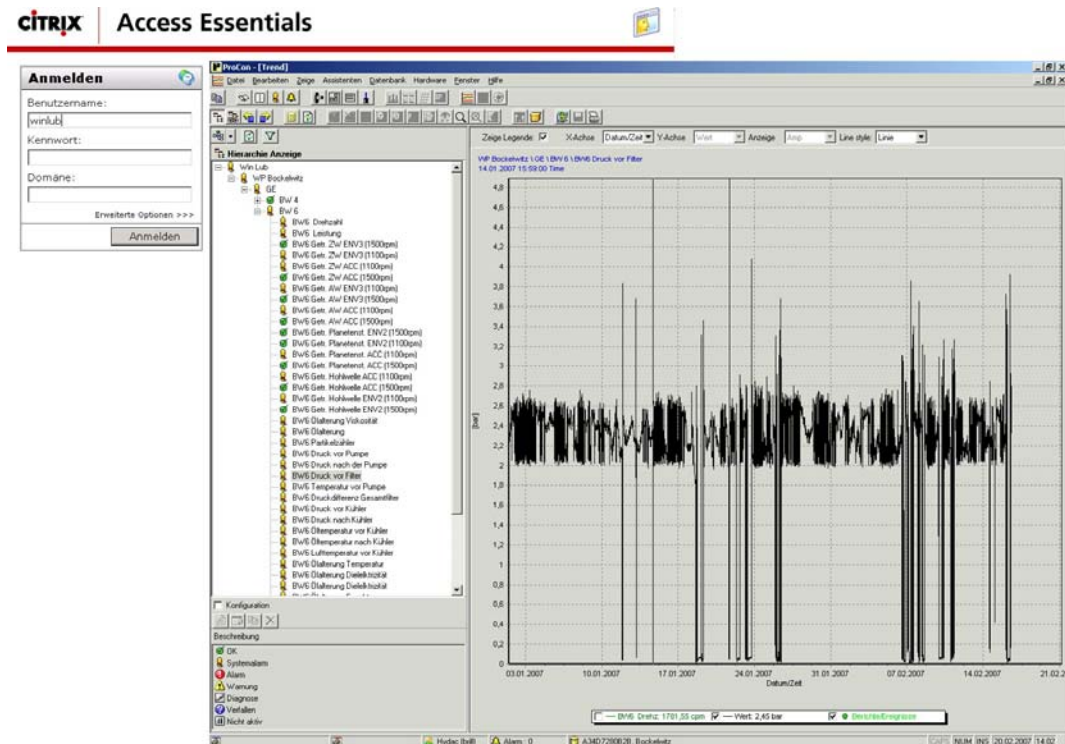 CITRIX Access Essentials
Anmelden
Benutzername:
winlub
Kennwort:
Domäne:
Erweiterte Optionen >>>
Anmelden
ProCon - [Trend]
Datei Bearbeiten Zeige Assistenten Datenbank Hardware Fenster Hilfe
Zeige Legende X-Achse Datum/Zeit Y-Achse Wert Anzeige Amp. Line style: Linie
Hierarchie Anzeige
Win Lub
WP Bockelwitz
GE
BW 4
BW 6
BW6 Drehzahl
BW6 Leistung
BW6 Getr. ZW ENV3 (1500rpm)
BW6 Getr. ZW ENV3 (1100rpm)
BW6 Getr. ZW ACC (1100rpm)
BW6 Getr. ZW ACC (1500rpm)
BW6 Getr. AW ENV3 (1100rpm)
BW6 Getr. AW ENV3 (1500rpm)
BW6 Getr. AW ACC (1100rpm)
BW6 Getr. AW ACC (1500rpm)
BW6 Getr. Planetenst. ENV2 (1500rpm)
BW6 Getr. Planetenst. ENV2 (1100rpm)
BW6 Getr. Planetenst. ACC (1100rpm)
BW6 Getr. Planetenst. ACC (1500rpm)
BW6 Getr. Hohlwelle ACC (1100rpm)
BW6 Getr. Hohlwelle ACC (1500rpm)
BW6 Getr. Hohlwelle ENV2 (1100rpm)
BW6 Getr. Hohlwelle ENV2 (1500rpm)
BW6 Ölalterung Viskosität
BW6 Ölalterung
BW6 Partikelzähler
BW6 Druck vor Pumpe
BW6 Druck nach der Pumpe
BW6 Druck vor Filter
BW6 Temperatur vor Pumpe
BW6 Druckdifferenz Gesamtfilter
BW6 Druck vor Kühler
BW6 Druck nach Kühler
BW6 Öltemperatur vor Kühler
BW6 Öltemperatur nach Kühler
BW6 Lufttemperatur vor Kühler
BW6 Ölalterung Temperatur
BW6 Ölalterung Dielektrizität
BW6 Ölalterung Dielektrizität
Konfiguration
Beschreibung
OK
Systemalarm
Alarm
Warnung
Diagnose
Verfallen
Nicht aktiv
WP Bockelwitz \ GE \ BW 6 \ BW6 Druck vor Filter
14.01.2007 15:59:00 Time
4,8
4,6
4,4
4,2
4
3,8
3,6
3,4
3,2
3
2,8
2,6
2,4
2,2
2
1,8
1,6
1,4
1,2
1
0,8
0,6
0,4
0,2
0
[bar]
03.01.2007 10.01.2007 17.01.2007 24.01.2007 31.01.2007 07.02.2007 14.02.2007 21.02.2
Datum/Zeit
BW6 Drehz: 1781,55 cpm Wert: 2,45 bar Berichte/Ereignisse
Hydac Alarm : 0 Bockelwitz CAPS NUM INS 20.02.2007 14:02